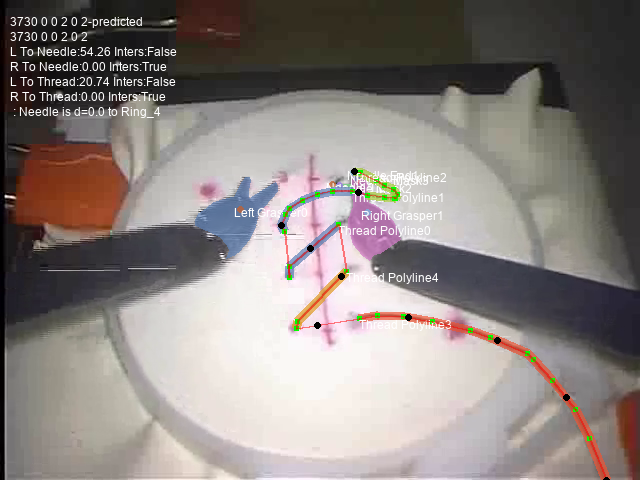 3730 0 0 2 0 2-predicted
3730 0 0 2 0 2
L To Needle:54.26 Inters:False
R To Needle:0.00 Inters:True
L To Thread:20.74 Inters:False
R To Thread:0.00 Inters:True
: Needle is d=0.0 to Ring_4
Thread Polyline1
Left Grasper0
Right Grasper1
Thread Polyline0
Thread Polyline4
Thread Polyline3